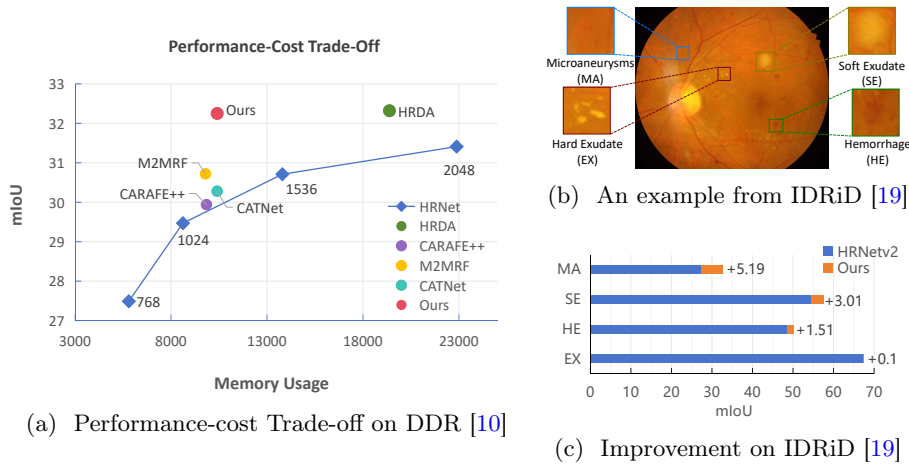 Performance-Cost Trade-Off
33
32
31
30
29
28
27
mIoU
3000
8000
13000
18000
23000
Memory Usage
Ours
HRDA
M2MRF
CARAFE++
CATNet
768
1024
1536
2048
HRNet
HRDA
CARAFE++
M2MRF
CATNet
Ours
(a) Performance-cost Trade-off on DDR [10]
Microaneurysms
(MA)
Soft Exudate
(SE)
Hard Exudate
(EX)
Hemorrhage
(HE)
(b) An example from IDRiD [19]
HRNetv2
Ours
MA
+5.19
SE
+3.01
HE
+1.51
EX
+0.1
0
10
20
30
40
50
60
70
mIoU
(c) Improvement on IDRiD [19]